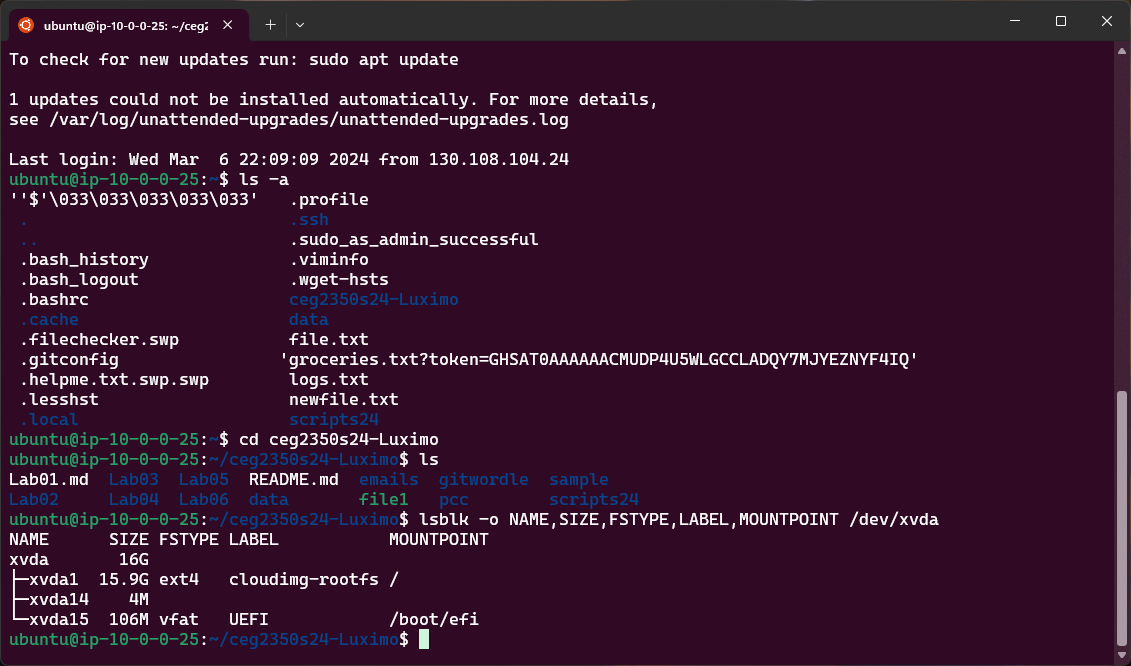 ubuntu@ip-10-0-0-25: ~/ceg2
To check for new updates run: sudo apt update
1 updates could not be installed automatically. For more details,
see /var/log/unattended-upgrades/unattended-upgrades.log
Last login: Wed Mar  6 22:09:09 2024 from 130.108.104.24
ubuntu@ip-10-0-0-25:~$ ls -a
''$'\033\033\033\033\033'   .profile
 .                          .ssh
 ..                         .sudo_as_admin_successful
 .bash_history              .viminfo
 .bash_logout               .wget-hsts
 .bashrc                    ceg2350s24-Luximo
 .cache                     data
 .filechecker.swp           file.txt
 .gitconfig                'groceries.txt?token=GHSAT0AAAAAACMUDP4U5WLGCCLADQY7MJYEZNYF4IQ'
 .helpme.txt.swp.swp        logs.txt
 .lesshst                   newfile.txt
 .local                     scripts24
ubuntu@ip-10-0-0-25:~$ cd ceg2350s24-Luximo
ubuntu@ip-10-0-0-25:~/ceg2350s24-Luximo$ ls
Lab01.md  Lab03  Lab05  README.md  emails  gitwordle  sample
Lab02     Lab04  Lab06  data       file1   pcc        scripts24
ubuntu@ip-10-0-0-25:~/ceg2350s24-Luximo$ lsblk -o NAME,SIZE,FSTYPE,LABEL,MOUNTPOINT /dev/xvda
NAME      SIZE FSTYPE LABEL           MOUNTPOINT
xvda       16G
├─xvda1  15.9G ext4   cloudimg-rootfs /
├─xvda14    4M
└─xvda15  106M vfat   UEFI            /boot/efi
ubuntu@ip-10-0-0-25:~/ceg2350s24-Luximo$